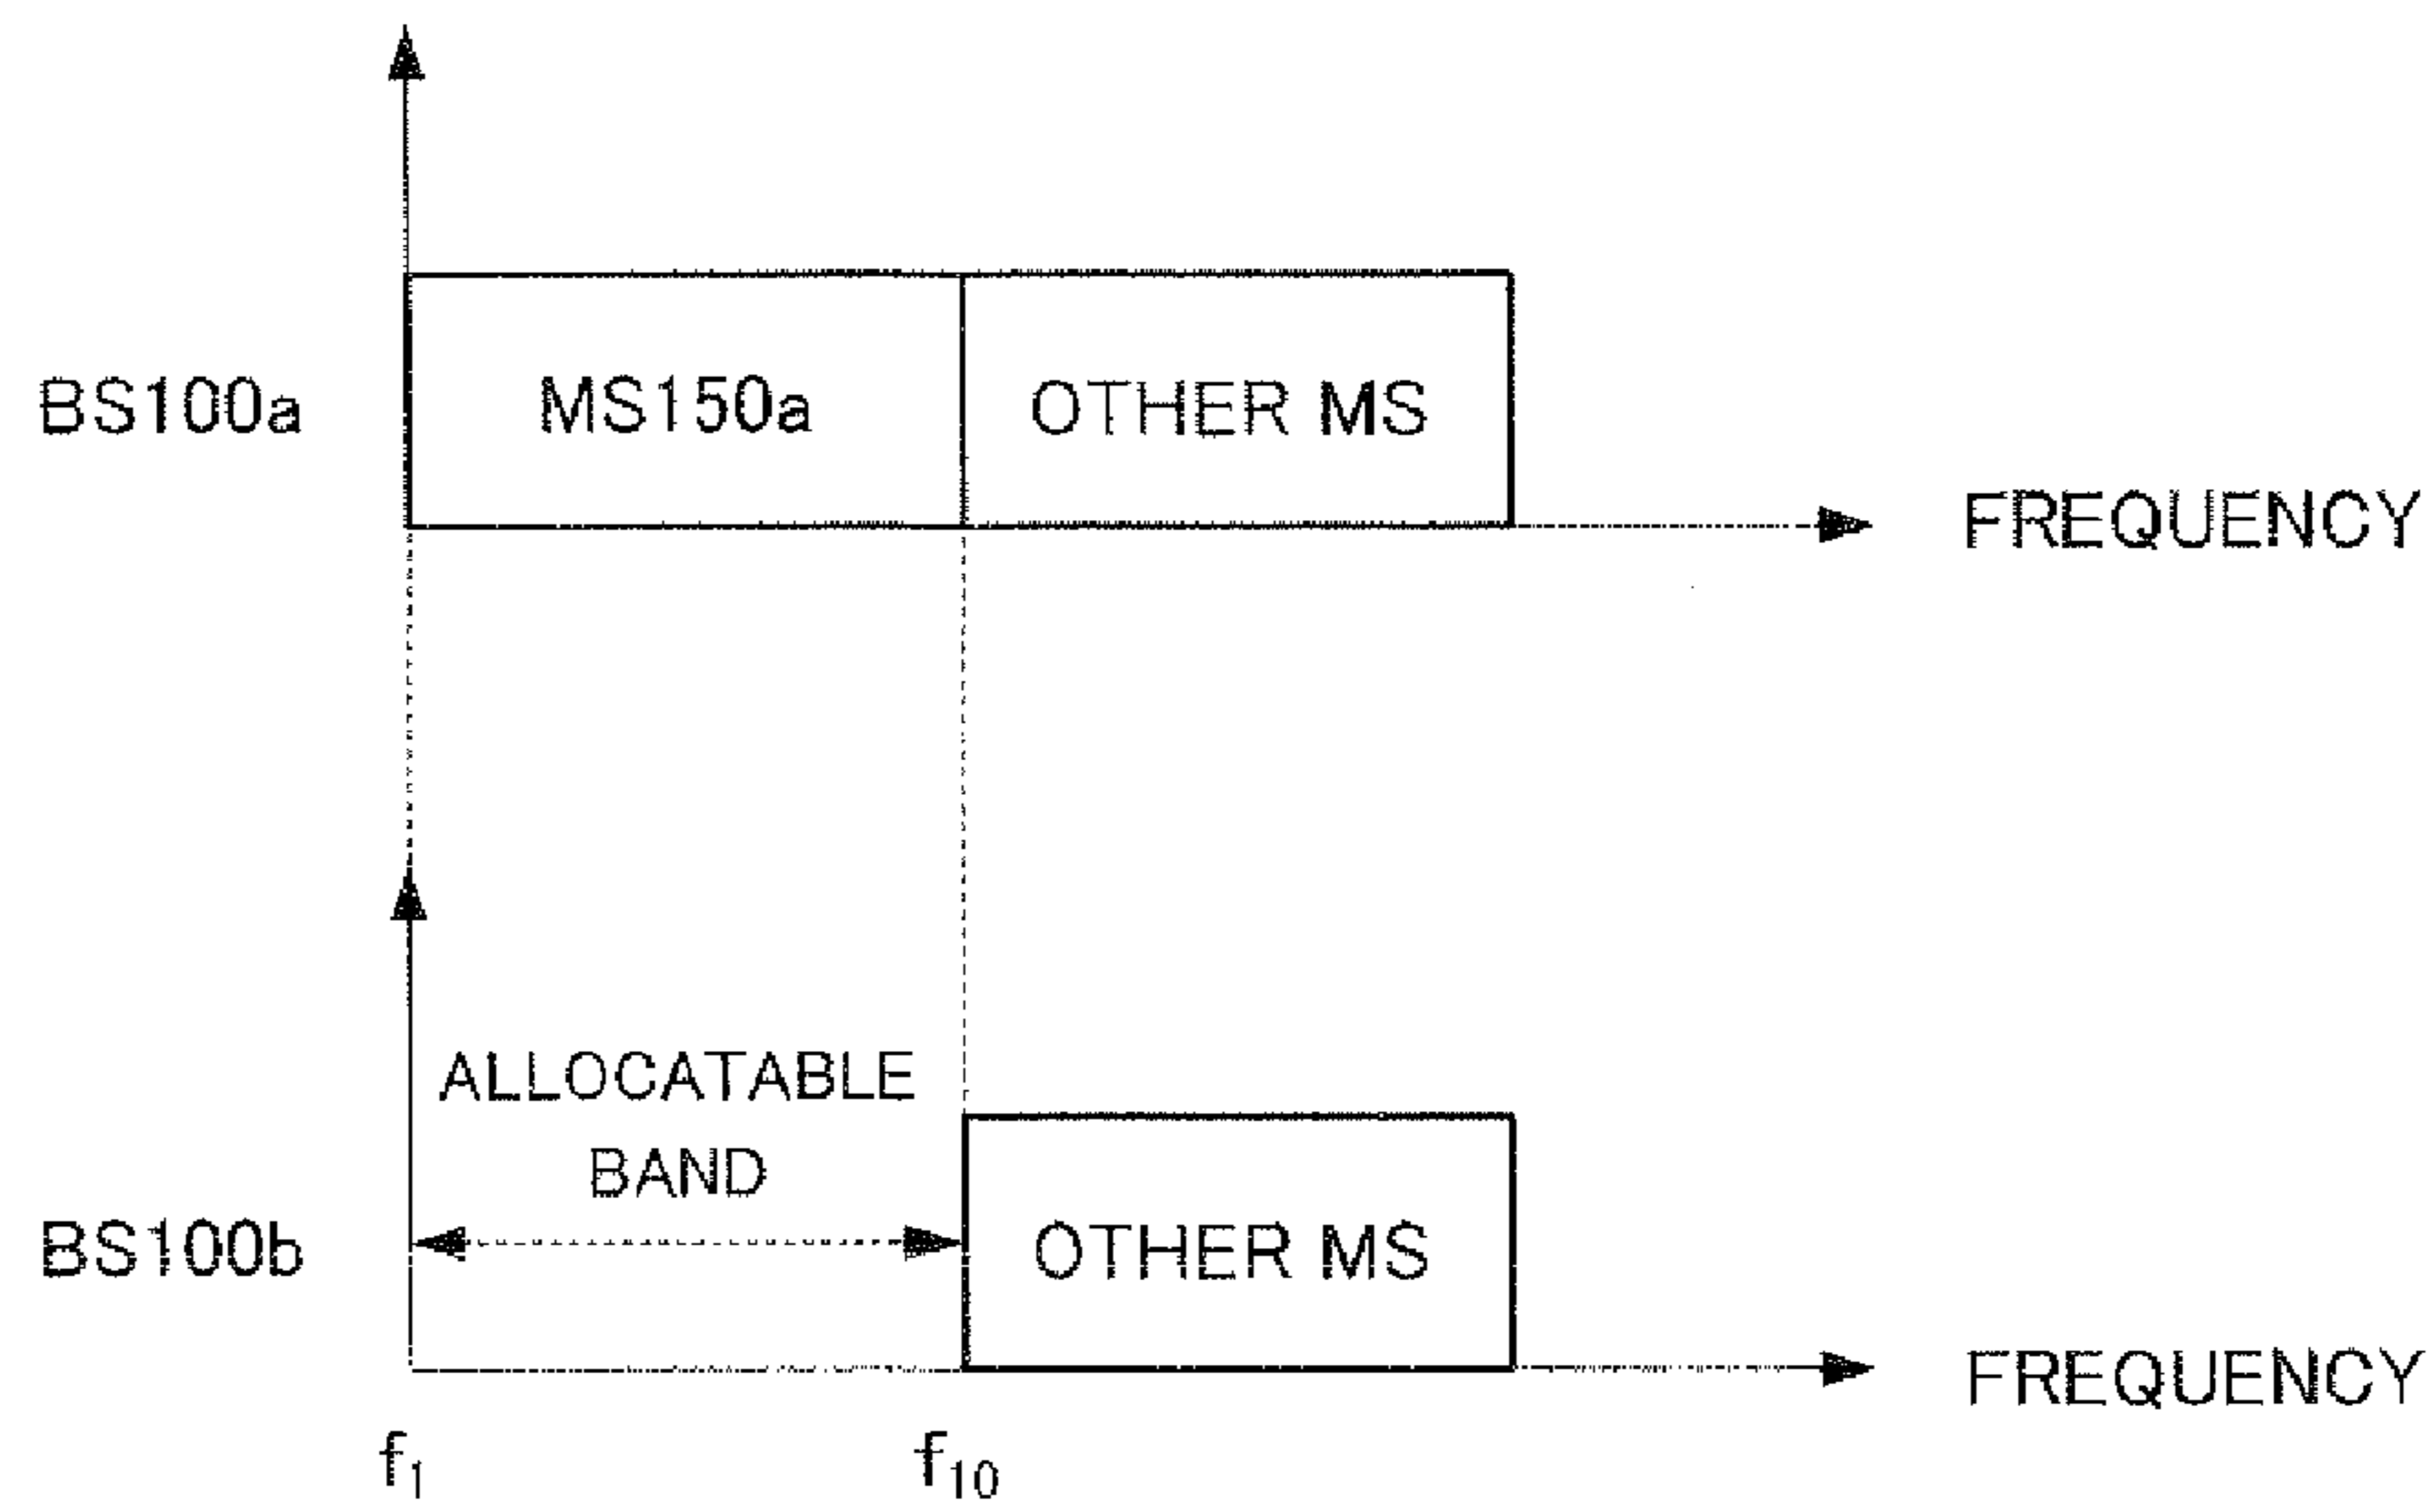 BS100a
MS150a
OTHER MS
FREQUENCY
ALLOCATABLE
BAND
BS100b
OTHER MS
FREQUENCY
f1
f10